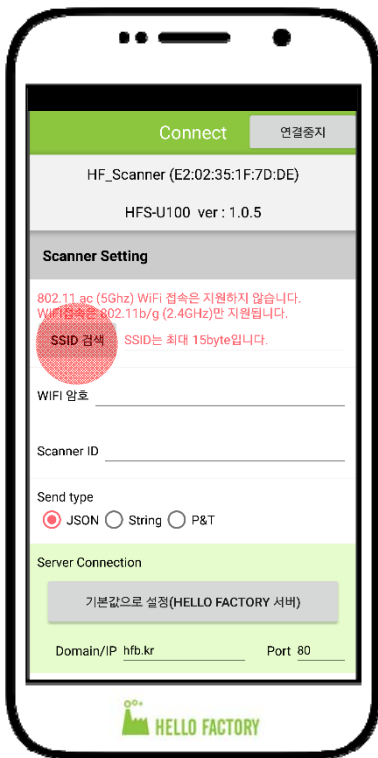 Connect 연결중지
HF_Scanner (E2:02:35:1F:7D:DE)
HFS-U100 ver : 1.0.5
Scanner Setting
802.11 ac (5Ghz) WiFi 접속은 지원하지 않습니다.
WIFI접속은 802.11b/g (2.4GHz)만 지원됩니다.
SSID 검색 SSID는 최대 15byte입니다.
WIFI 암호
Scanner ID
Send type
JSON String P&T
Server Connection
기본값으로 설정(HELLO FACTORY 서버)
Domain/IP hfb.kr Port 80
HELLO FACTORY